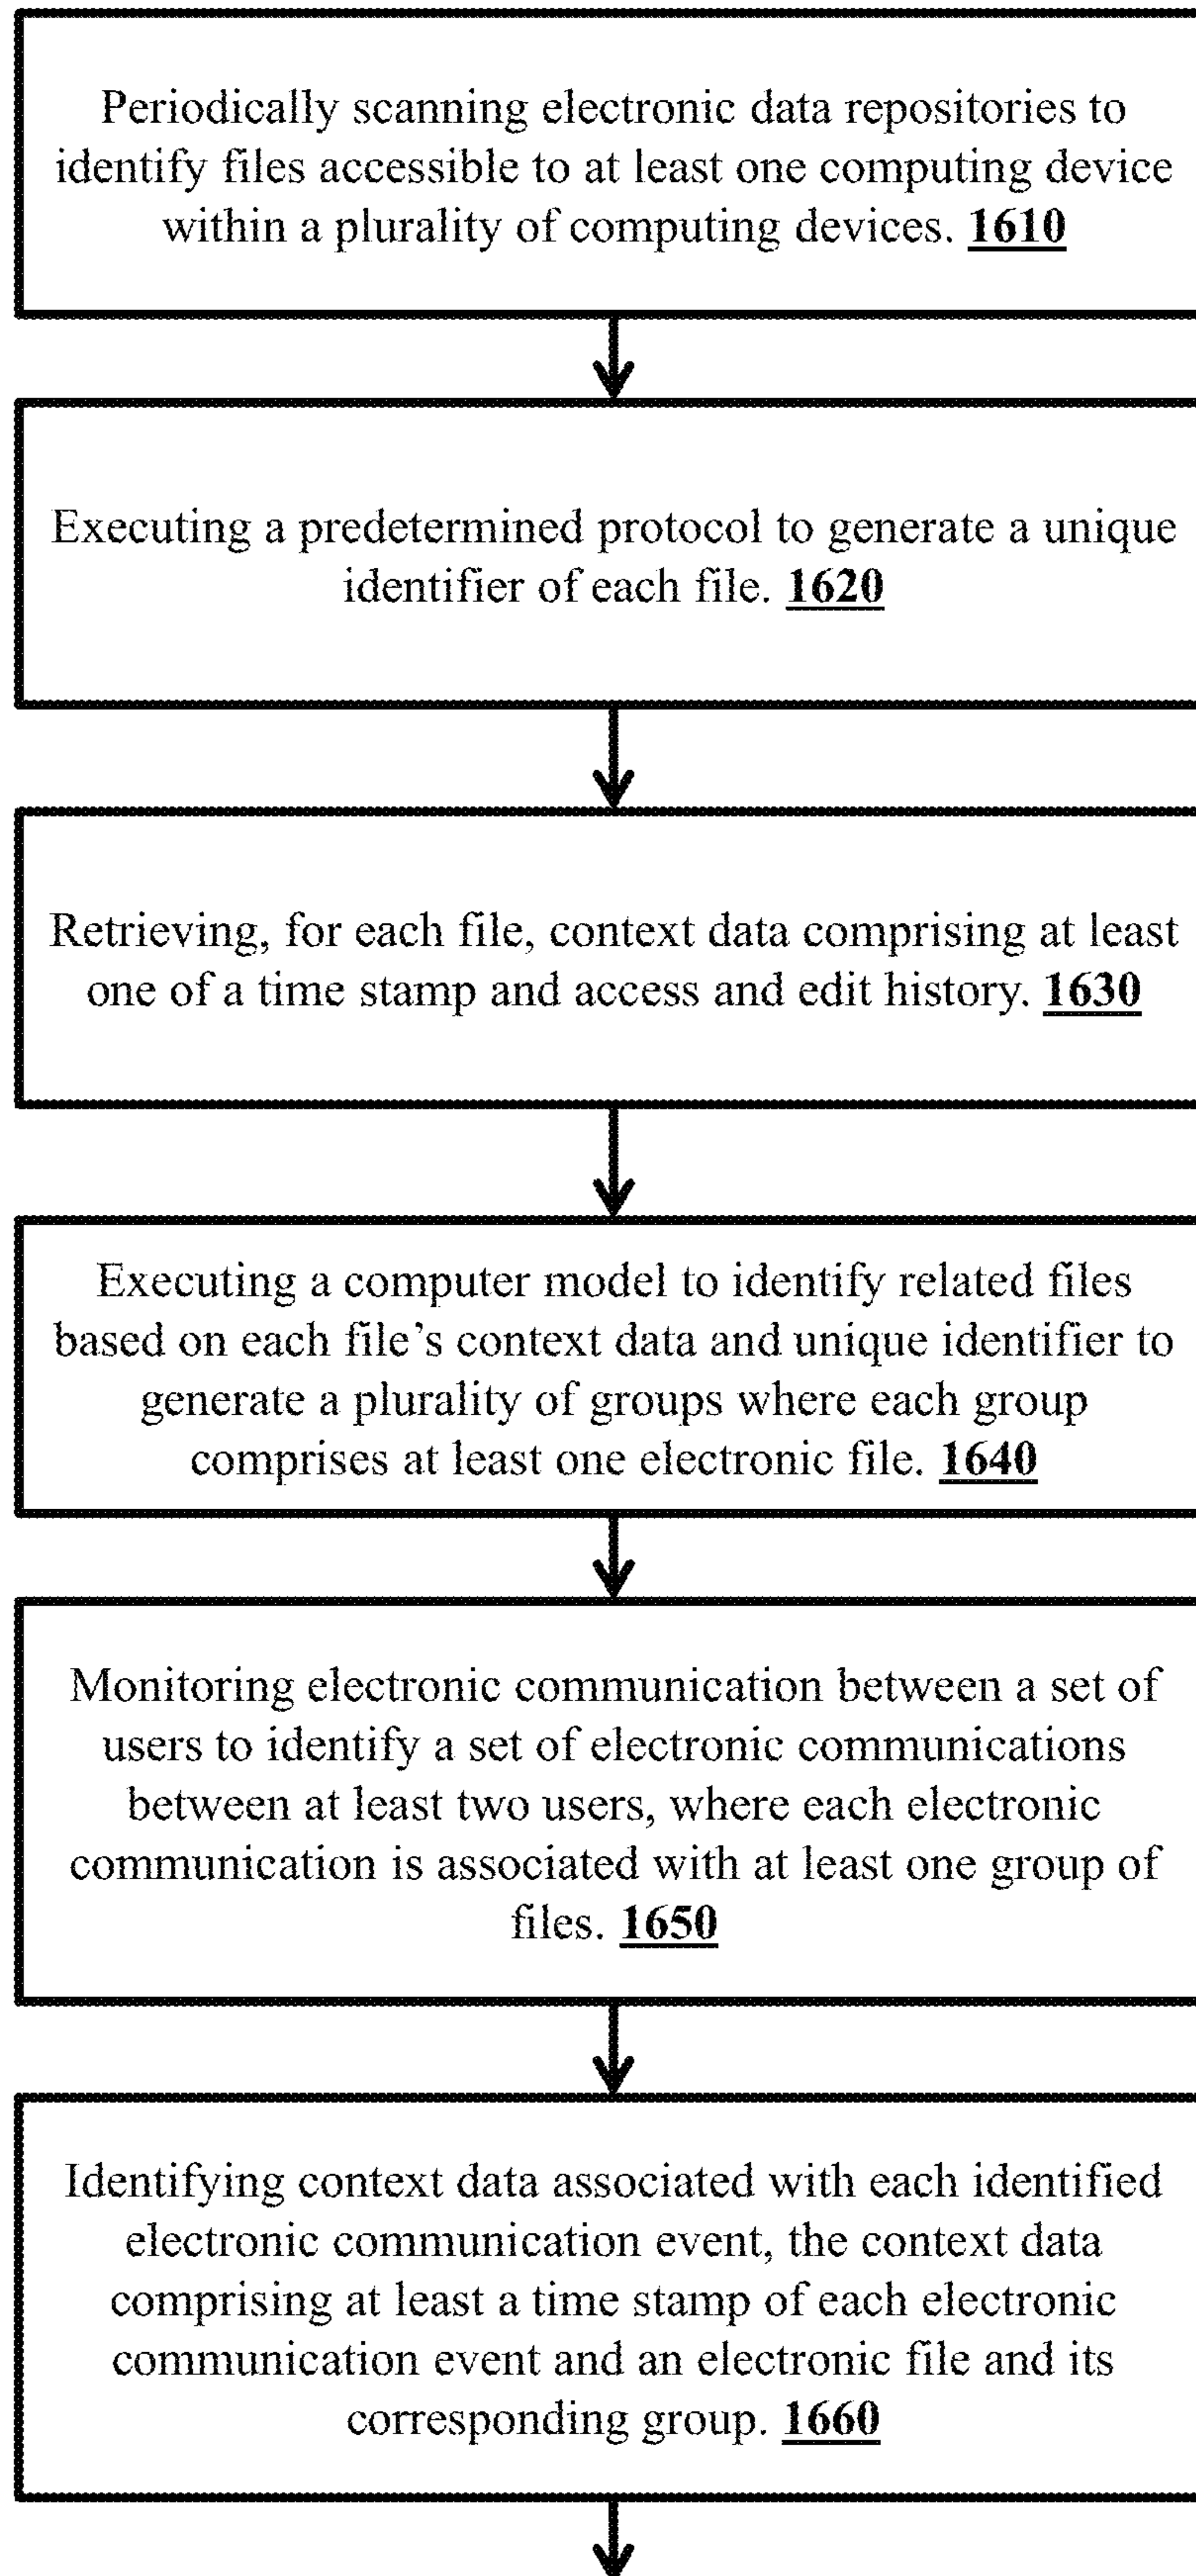 Periodically scanning electronic data repositories to
identify files accessible to at least one computing device
within a plurality of computing devices. 1610
Executing a predetermined protocol to generate a unique
identifier of each file. 1620
Retrieving, for each file, context data comprising at least
one of a time stamp and access and edit history. 1630
Executing a computer model to identify related files
based on each file's context data and unique identifier to
generate a plurality of groups where each group
comprises at least one electronic file. 1640
Monitoring electronic communication between a set of
users to identify a set of electronic communications
between at least two users, where each electronic
communication is associated with at least one group of
files. 1650
Identifying context data associated with each identified
electronic communication event, the context data
comprising at least a time stamp of each electronic
communication event and an electronic file and its
corresponding group. 1660